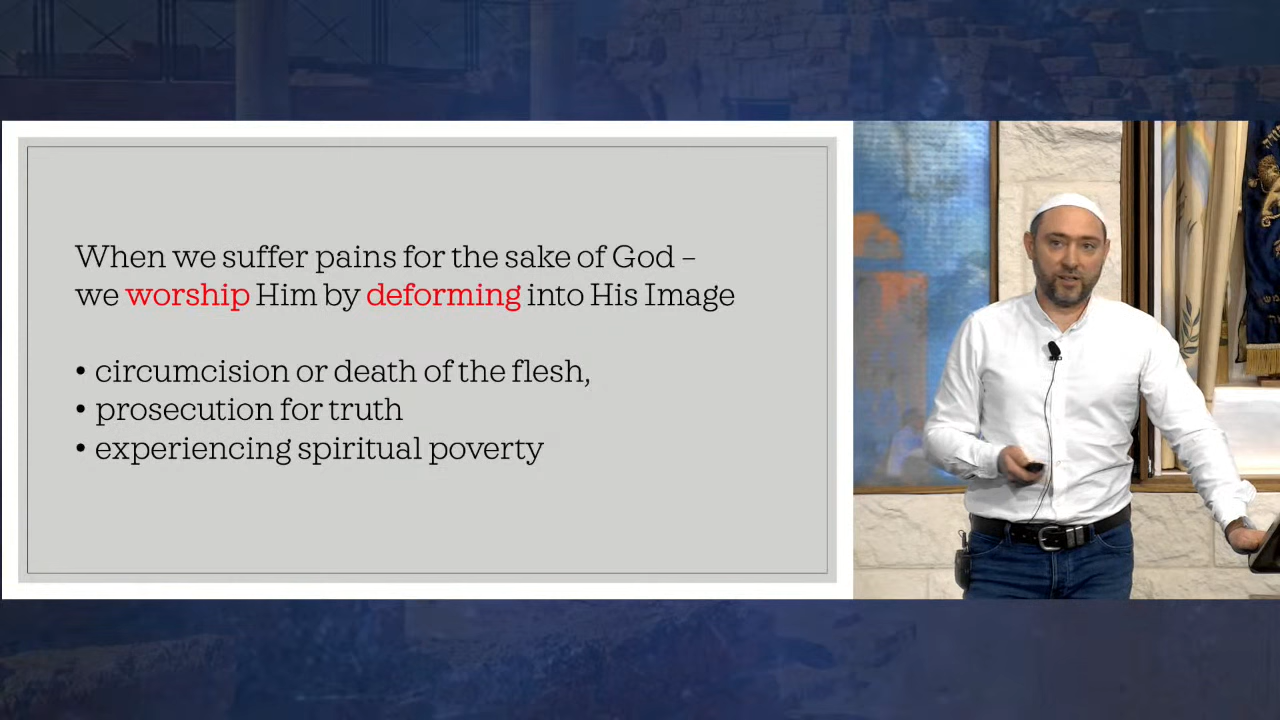 When we suffer pains for the sake of God –
we worship Him by deforming into His Image
• circumcision or death of the flesh,
• prosecution for truth
• experiencing spiritual poverty